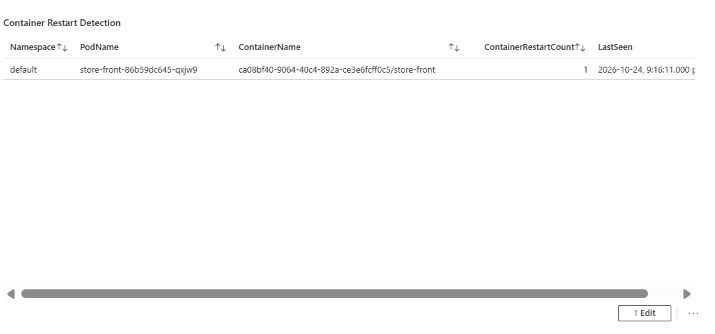 Container Restart Detection
Namespace↑↓ PodName ↑↓ ContainerName ↑↓ ContainerRestartCount↑↓ LastSeen
default store-front-86b59dc645-qxjw9 ca08bf40-9064-40c4-892a-ce3e6fcff0c5/store-front 1 2026-10-24, 9:16:11.000 p
↑ Edit ...